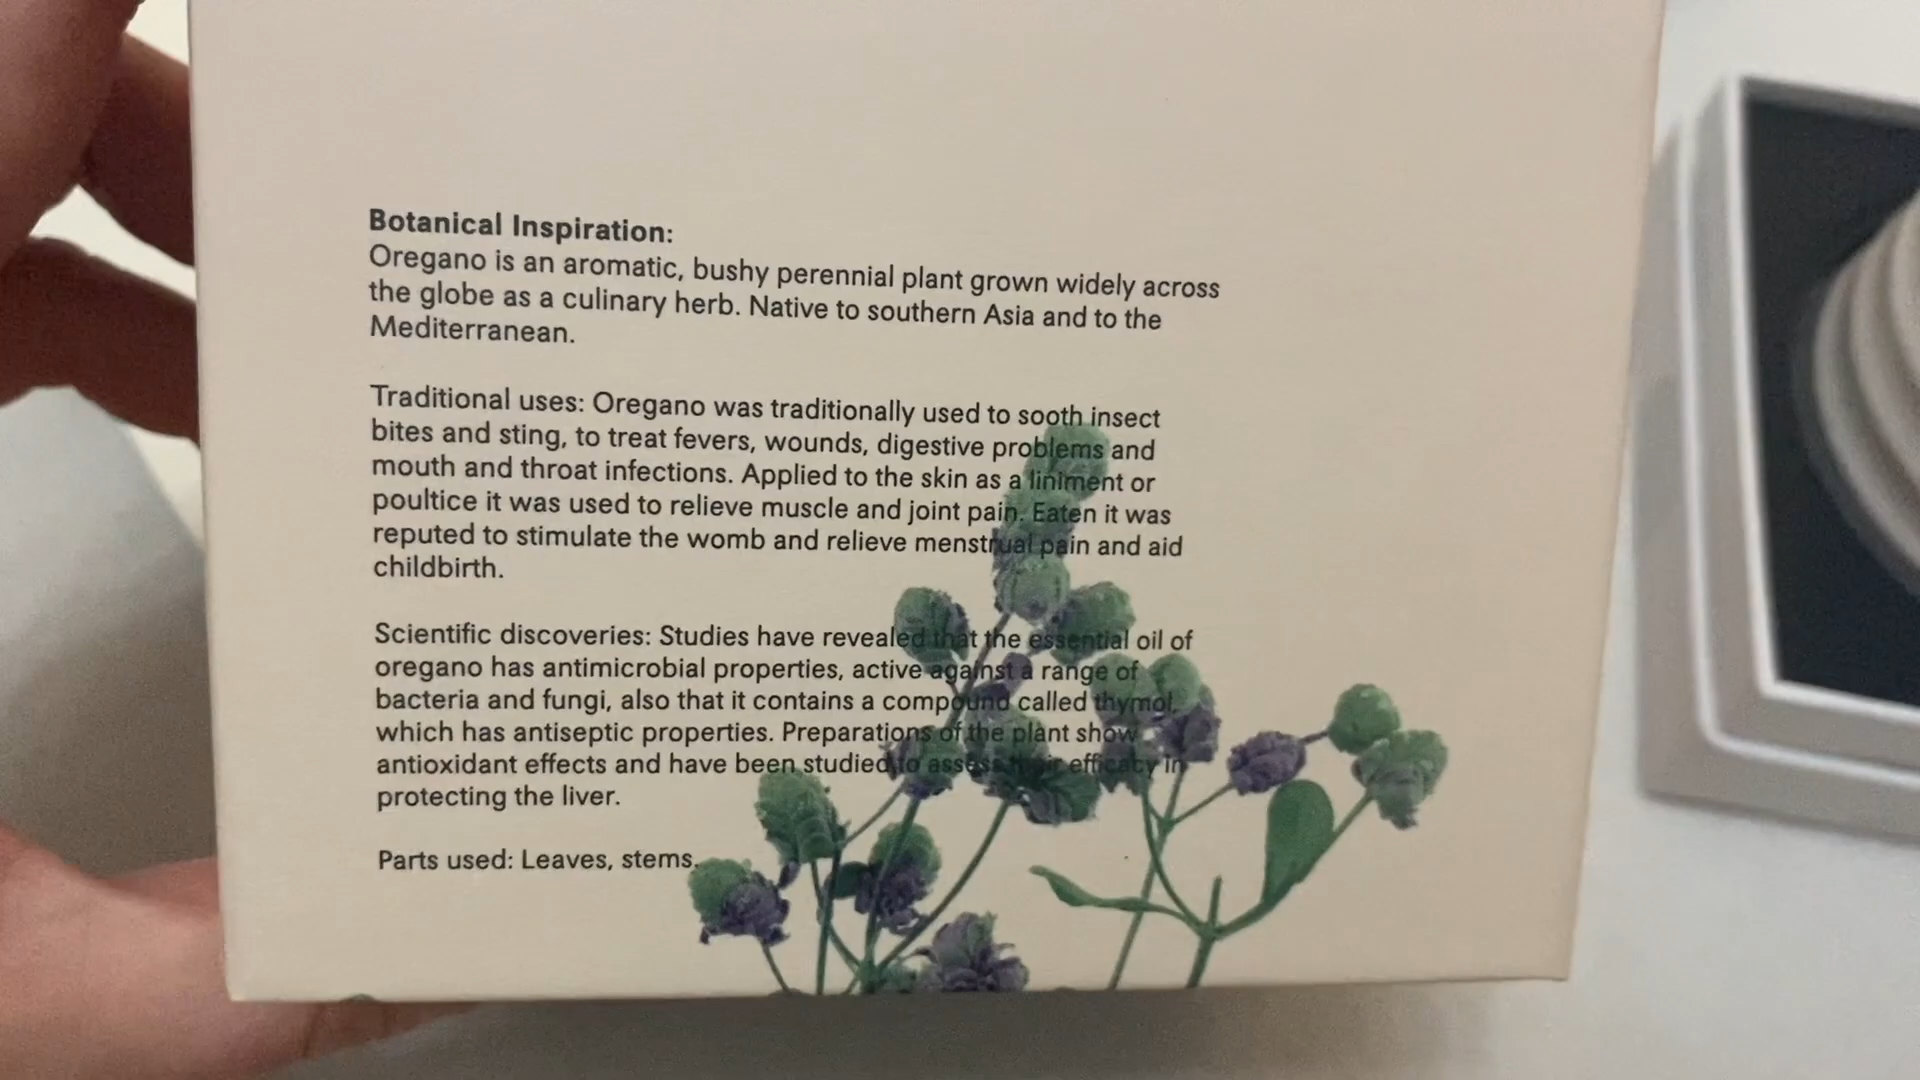 Botanical Inspiration:
Oregano is an aromatic, bushy perennial plant grown widely across
the globe as a culinary herb. Native to southern Asia and to the
Mediterranean.
Traditional uses: Oregano was traditionally used to sooth insect
bites and sting, to treat fevers, wounds, digestive problems and
mouth and throat infections. Applied to the skin as a liniment or
poultice it was used to relieve muscle and joint pain. Eaten it was
reputed to stimulate the womb and relieve menstrual pain and aid
childbirth.
Scientific discoveries: Studies have revealed that the essential oil of
oregano has antimicrobial properties, active against a range of
bacteria and fungi, also that it contains a compound called thymol,
which has antiseptic properties. Preparations of the plant show
antioxidant effects and have been studied to assess their efficacy in
protecting the liver.
Parts used: Leaves, stems.